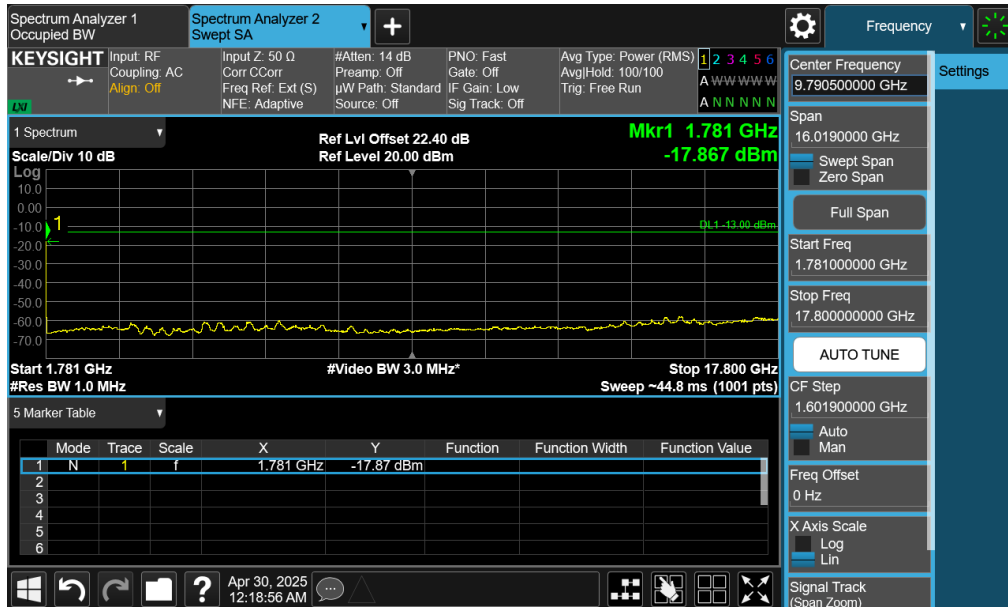 Spectrum Analyzer 1
Occupied BW
Spectrum Analyzer 2
Swept SA
Frequency
KEYSIGHT
LXI
Input: RF
Coupling: AC
Align: Off
Input Z: 50 Ω
Corr CCorr
Freq Ref: Ext (S)
NFE: Adaptive
#Atten: 14 dB
Preamp: Off
µW Path: Standard
Source: Off
PNO: Fast
Gate: Off
IF Gain: Low
Sig Track: Off
Avg Type: Power (RMS)
Avg|Hold: 100/100
Trig: Free Run
1 2 3 4 5 6
A W W W W W
A N N N N N
1 Spectrum
Scale/Div 10 dB
Ref Lvl Offset 22.40 dB
Ref Level 20.00 dBm
Mkr1 1.781 GHz
-17.867 dBm
Log
10.0
0.00
-10.0
-20.0
-30.0
-40.0
-50.0
-60.0
-70.0
1
DL1 -13.00 dBm
Start 1.781 GHz
#Res BW 1.0 MHz
#Video BW 3.0 MHz*
Stop 17.800 GHz
Sweep ~44.8 ms (1001 pts)
5 Marker Table
Mode Trace Scale X Y Function Function Width Function Value
1 N 1 f 1.781 GHz -17.87 dBm
2
3
4
5
6
Apr 30, 2025
12:18:56 AM
Center Frequency
9.790500000 GHz
Settings
Span
16.0190000 GHz
Swept Span
Zero Span
Full Span
Start Freq
1.781000000 GHz
Stop Freq
17.800000000 GHz
AUTO TUNE
CF Step
1.601900000 GHz
Auto
Man
Freq Offset
0 Hz
X Axis Scale
Log
Lin
Signal Track
(Span Zoom)